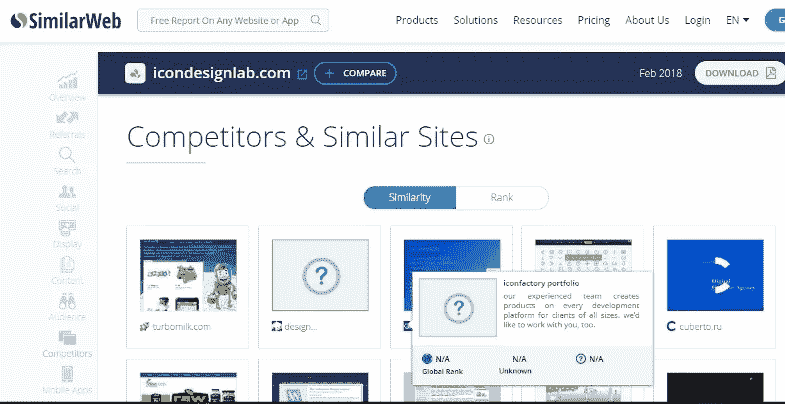 SimilarWeb
Free Report On Any Website or App
Products Solutions Resources Pricing About Us Login EN
icondesignlab.com + COMPARE Feb 2018 DOWNLOAD
Overview
Referrals
Search
Social
Display
Content
Audience
Competitors
Mobile Apps
Competitors & Similar Sites
Similarity Rank
turbomilk.com
design...
cuberto.ru
iconfactory portfolio
our experienced team creates
products on every development
platform for clients of all sizes. we'd
like to work with you, too.
N/A N/A N/A
Global Rank Unknown